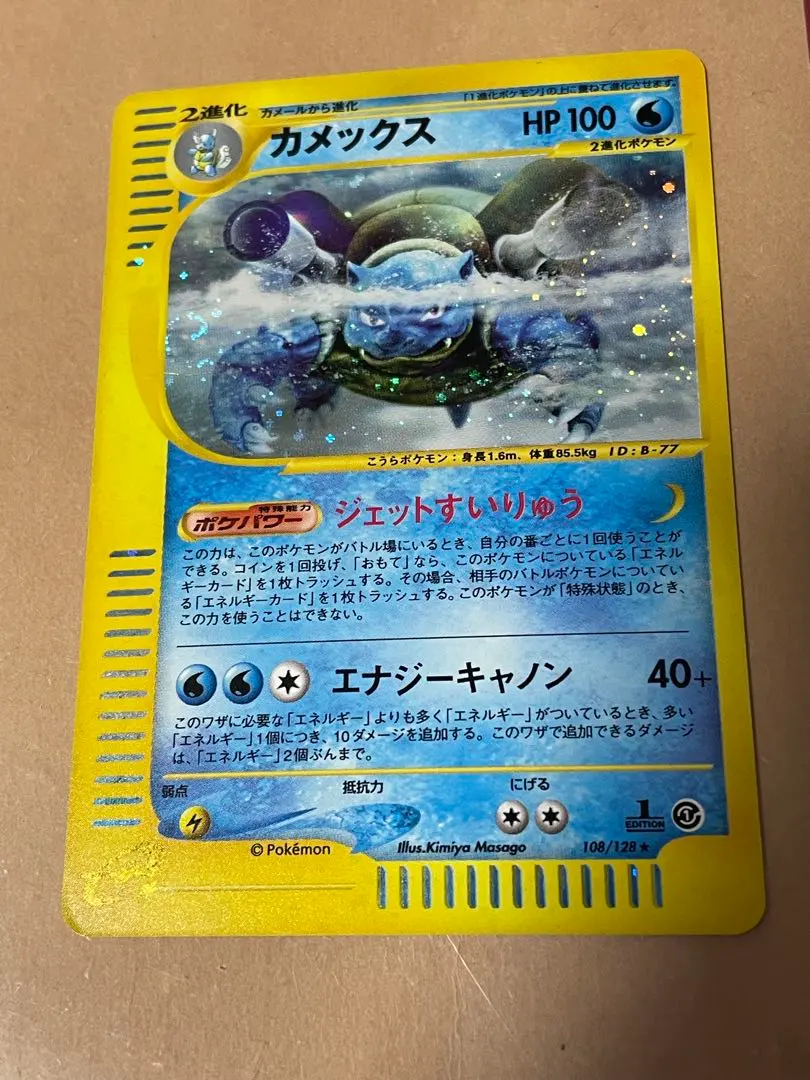 2進化 カメールから進化
「1進化ポケモン」の上に重ねて進化させます。
カメックス HP 100
2進化ポケモン
こうらポケモン：身長1.6m、体重85.5kg ID:B-77
特殊能力
ポケパワー ジェットすいりゅう
この力は、このポケモンがバトル場にいるとき、自分の番ごとに1回使うことが
できる。コインを1回投げ、「おもて」なら、このポケモンについている「エネル
ギーカード」を1枚トラッシュする。その場合、相手のバトルポケモンについてい
る「エネルギーカード」を1枚トラッシュする。このポケモンが「特殊状態」のとき、
この力を使うことはできない。
エナジーキャノン 40+
このワザに必要な「エネルギー」よりも多く「エネルギー」がついているとき、多い
「エネルギー」1個につき、10ダメージを追加する。このワザで追加できるダメージ
は、「エネルギー」2個ぶんまで。
弱点 抵抗力 にげる
1
EDITION
© Pokémon Illus.Kimiya Masago 108/128 ★